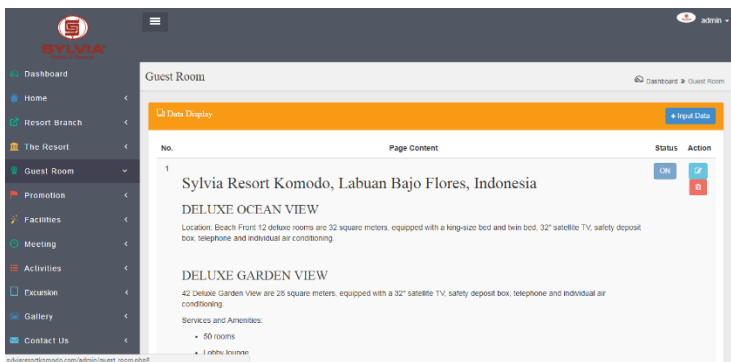 SYLVIA
admin
Dashboard
Home
Resort Branch
The Resort
Guest Room
Promotion
Facilities
Meeting
Activities
Excursion
Gallery
Contact Us
Guest Room
Dashboard » Guest Room
Data Display
+ Input Data
No. Page Content Status Action
1
Sylvia Resort Komodo, Labuan Bajo Flores, Indonesia
ON
DELUXE OCEAN VIEW
Location: Beach Front 12 deluxe rooms are 32 square meters, equipped with a king-size bed and twin bed, 32" satellite TV, safety deposit
box, telephone and individual air conditioning.
DELUXE GARDEN VIEW
42 Deluxe Garden View are 28 square meters, equipped with a 32" satellite TV, safety deposit box, telephone and individual air
conditioning.
Services and Amenities:
• 50 rooms
• Lobby lounge
sylviaresortkomodo.com/admin/guest_room.php#